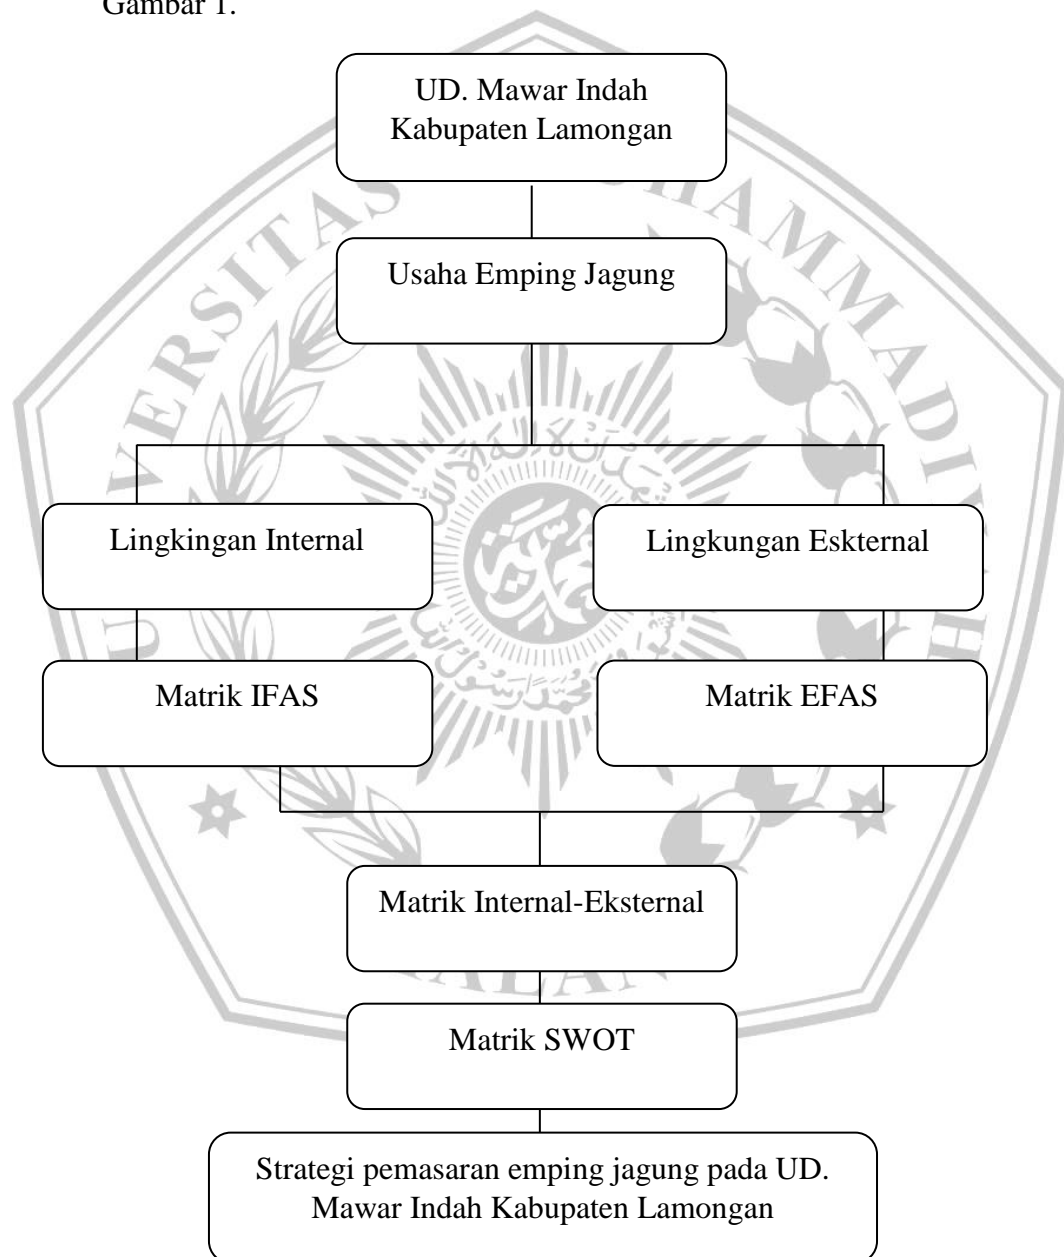 Gambar 1.
UD. Mawar Indah
Kabupaten Lamongan
Usaha Emping Jagung
Lingkingan Internal
Lingkungan Eskternal
Matrik IFAS
Matrik EFAS
Matrik Internal-Eksternal
Matrik SWOT
Strategi pemasaran emping jagung pada UD.
Mawar Indah Kabupaten Lamongan